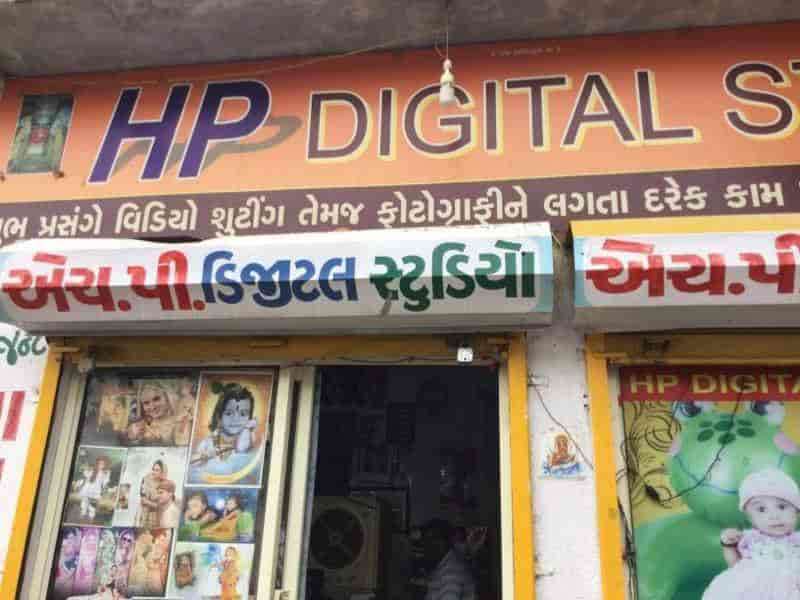 HP DIGITAL ST
શુભ પ્રસંગે વિડિયો શુટીંગ તેમજ ફોટોગ્રાફીને લગતા દરેક કામ
એચ.પી. ડિજીટલ સ્ટુડિયો
એચ.પી
HP DIGITA